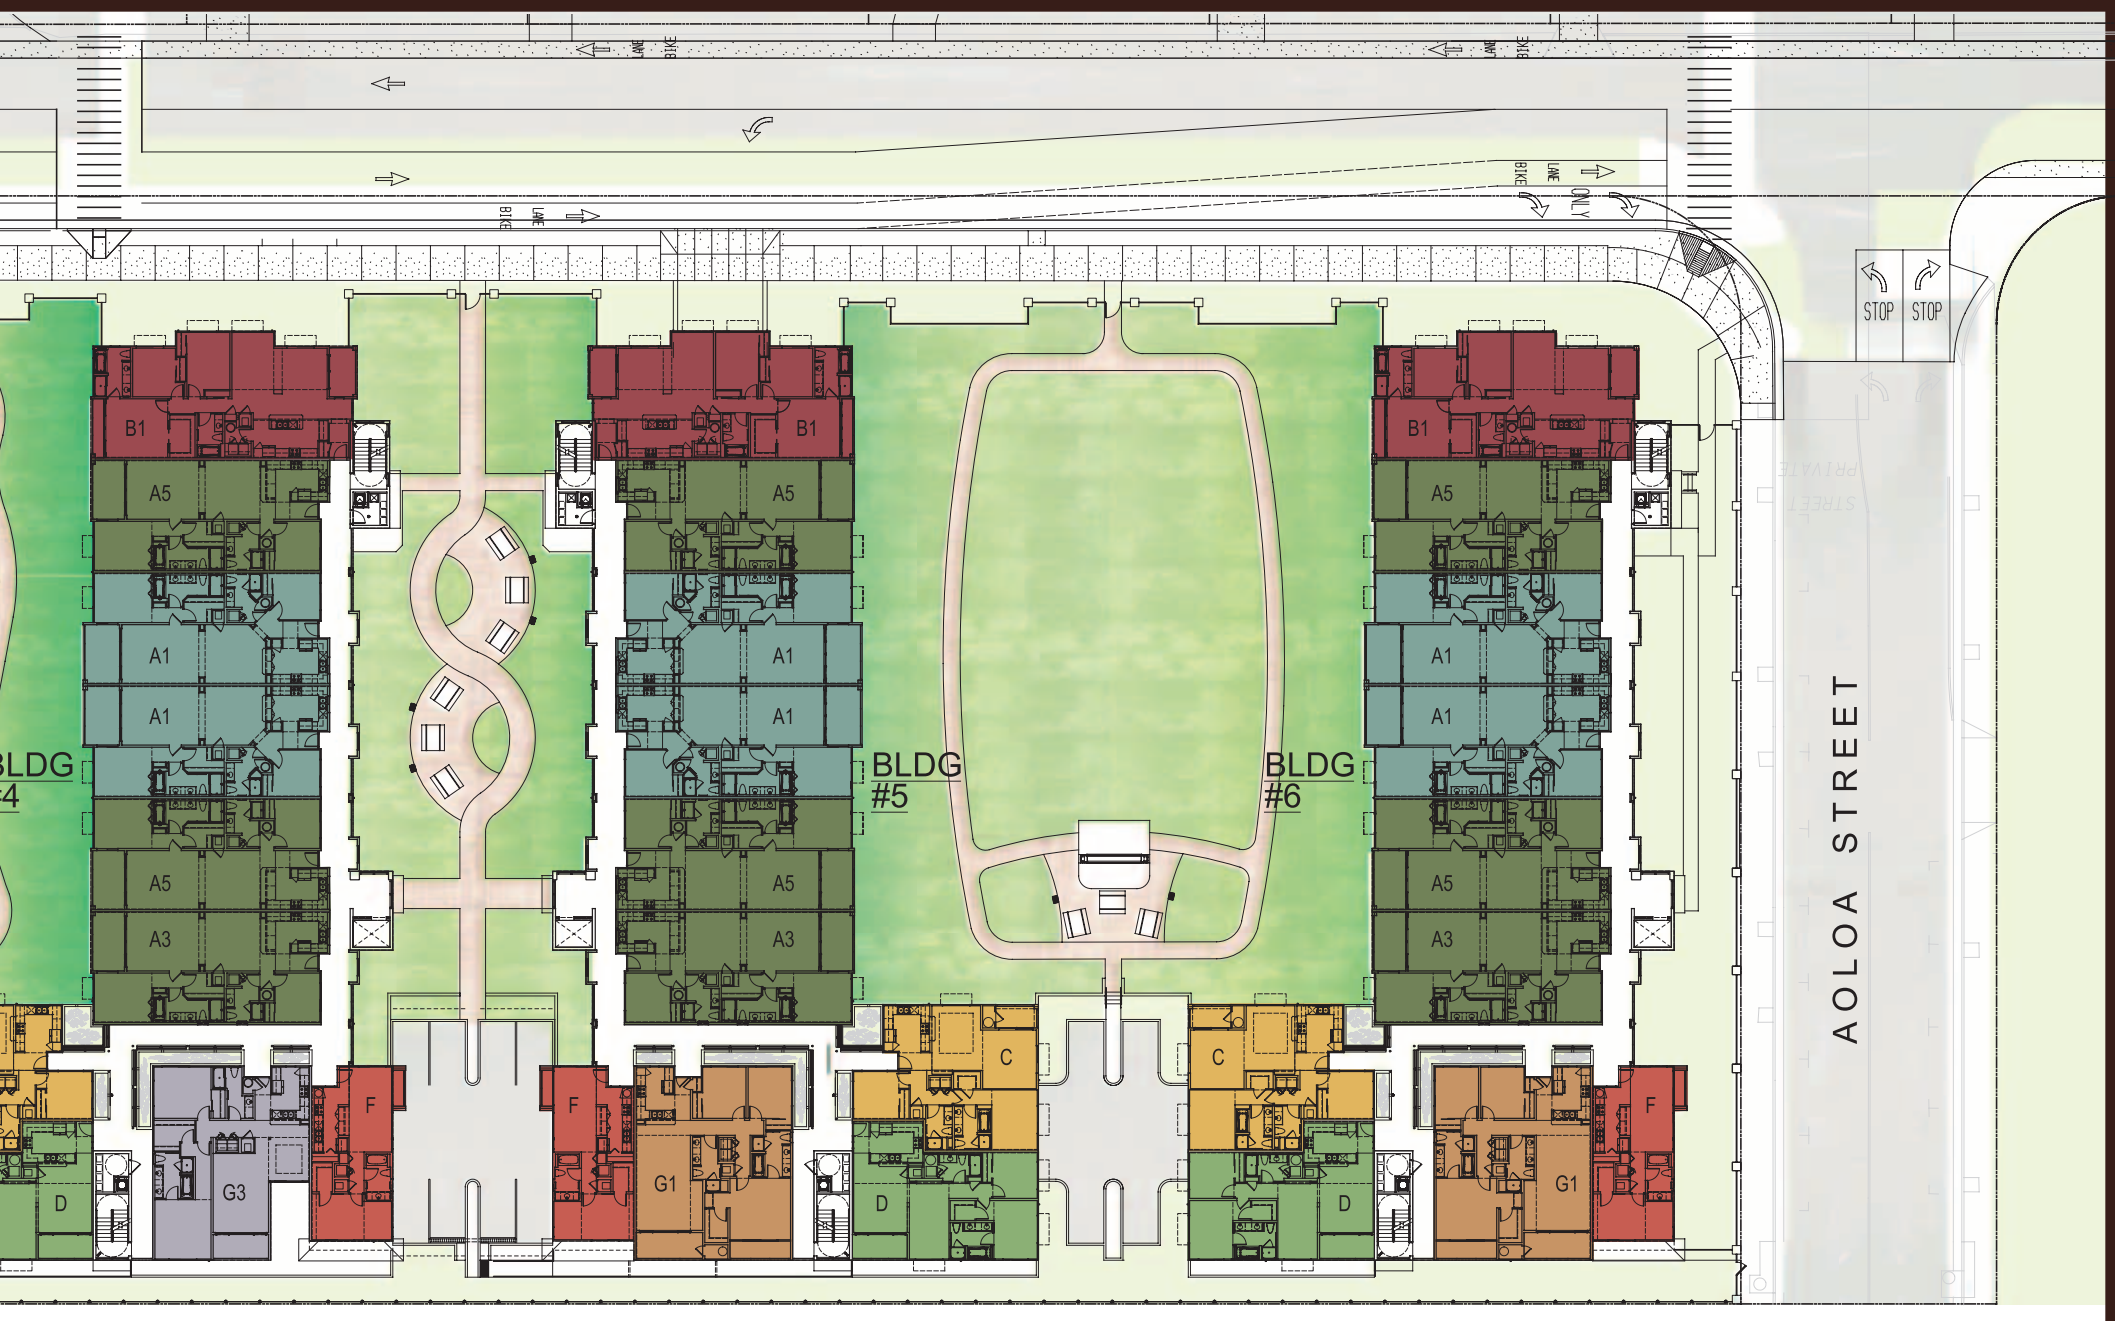 LANE
BIKE
LANE
BIKE
BIKE
LANE
ONLY
BIKE
LANE
STOP
STOP
B1
B1
B1
PRIVATE
STREET
A5
A5
A5
A1
A1
A1
A1
A1
A1
BLDG
#4
BLDG
#5
BLDG
#6
AOLOA STREET
A5
A5
A5
A3
A3
A3
C
C
F
F
F
G3
G1
G1
D
D
D